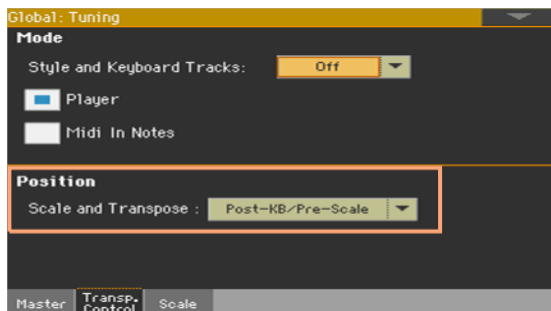 Global: Tuning
Mode
Style and Keyboard Tracks: Off
Player
Midi In Notes
Position
Scale and Transpose : Post-KB/Pre-Scale
Master Transp. Control Scale